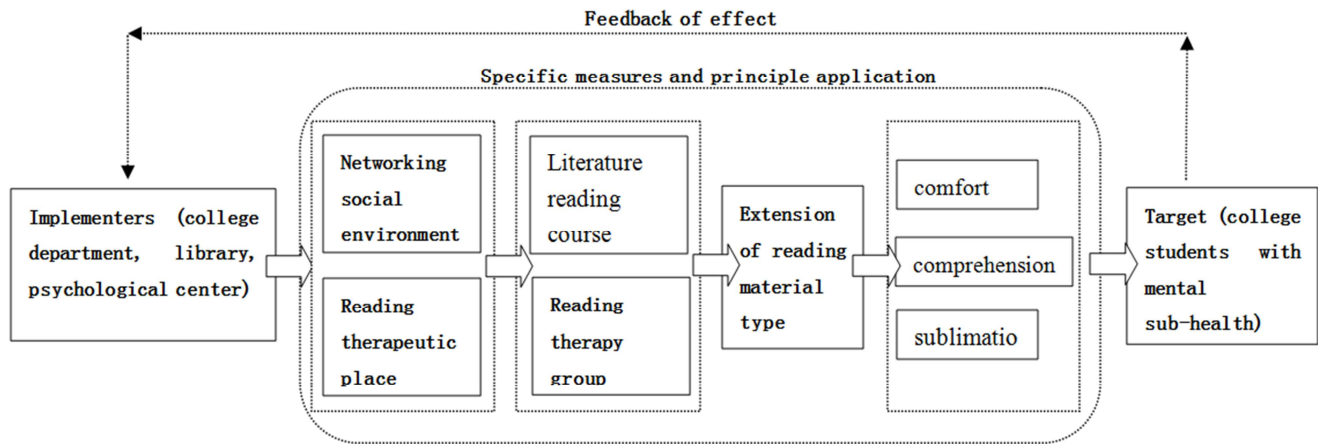 Feedback of effect
Specific measures and principle application
Implementers (college
department, library,
psychological center)
Networking
social
environment
Reading
therapeutic
place
Literature
reading
course
Reading
therapy
group
Extension
of reading
material
type
comfort
comprehension
sublimatio
Target (college
students with
mental
sub-health)